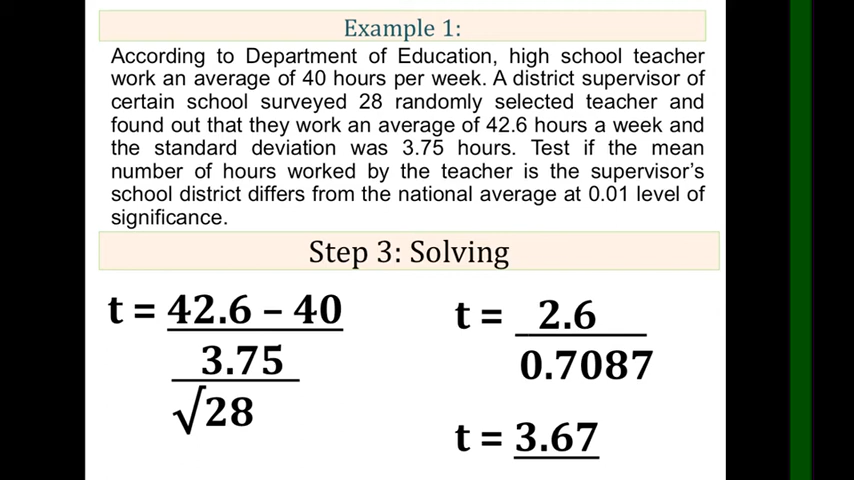 Example 1:
According to Department of Education, high school teacher
work an average of 40 hours per week. A district supervisor of
certain school surveyed 28 randomly selected teacher and
found out that they work an average of 42.6 hours a week and
the standard deviation was 3.75 hours. Test if the mean
number of hours worked by the teacher is the supervisor’s
school district differs from the national average at 0.01 level of
significance.
Step 3: Solving
t = 42.6 – 40
3.75
√28
t = 2.6
0.7087
t = 3.67